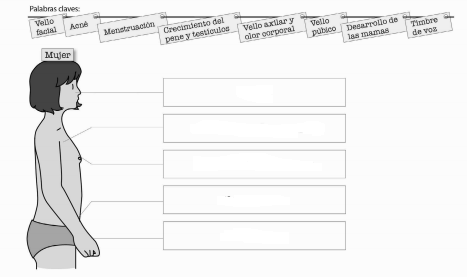 Palabras claves:
Vello
facial
Acné
Menstruación
Crecimiento del
pene y testículos
Vello axilar y
olor corporal
Vello
púbico
Desarrollo de
las mamas
Timbre
de voz
Mujer